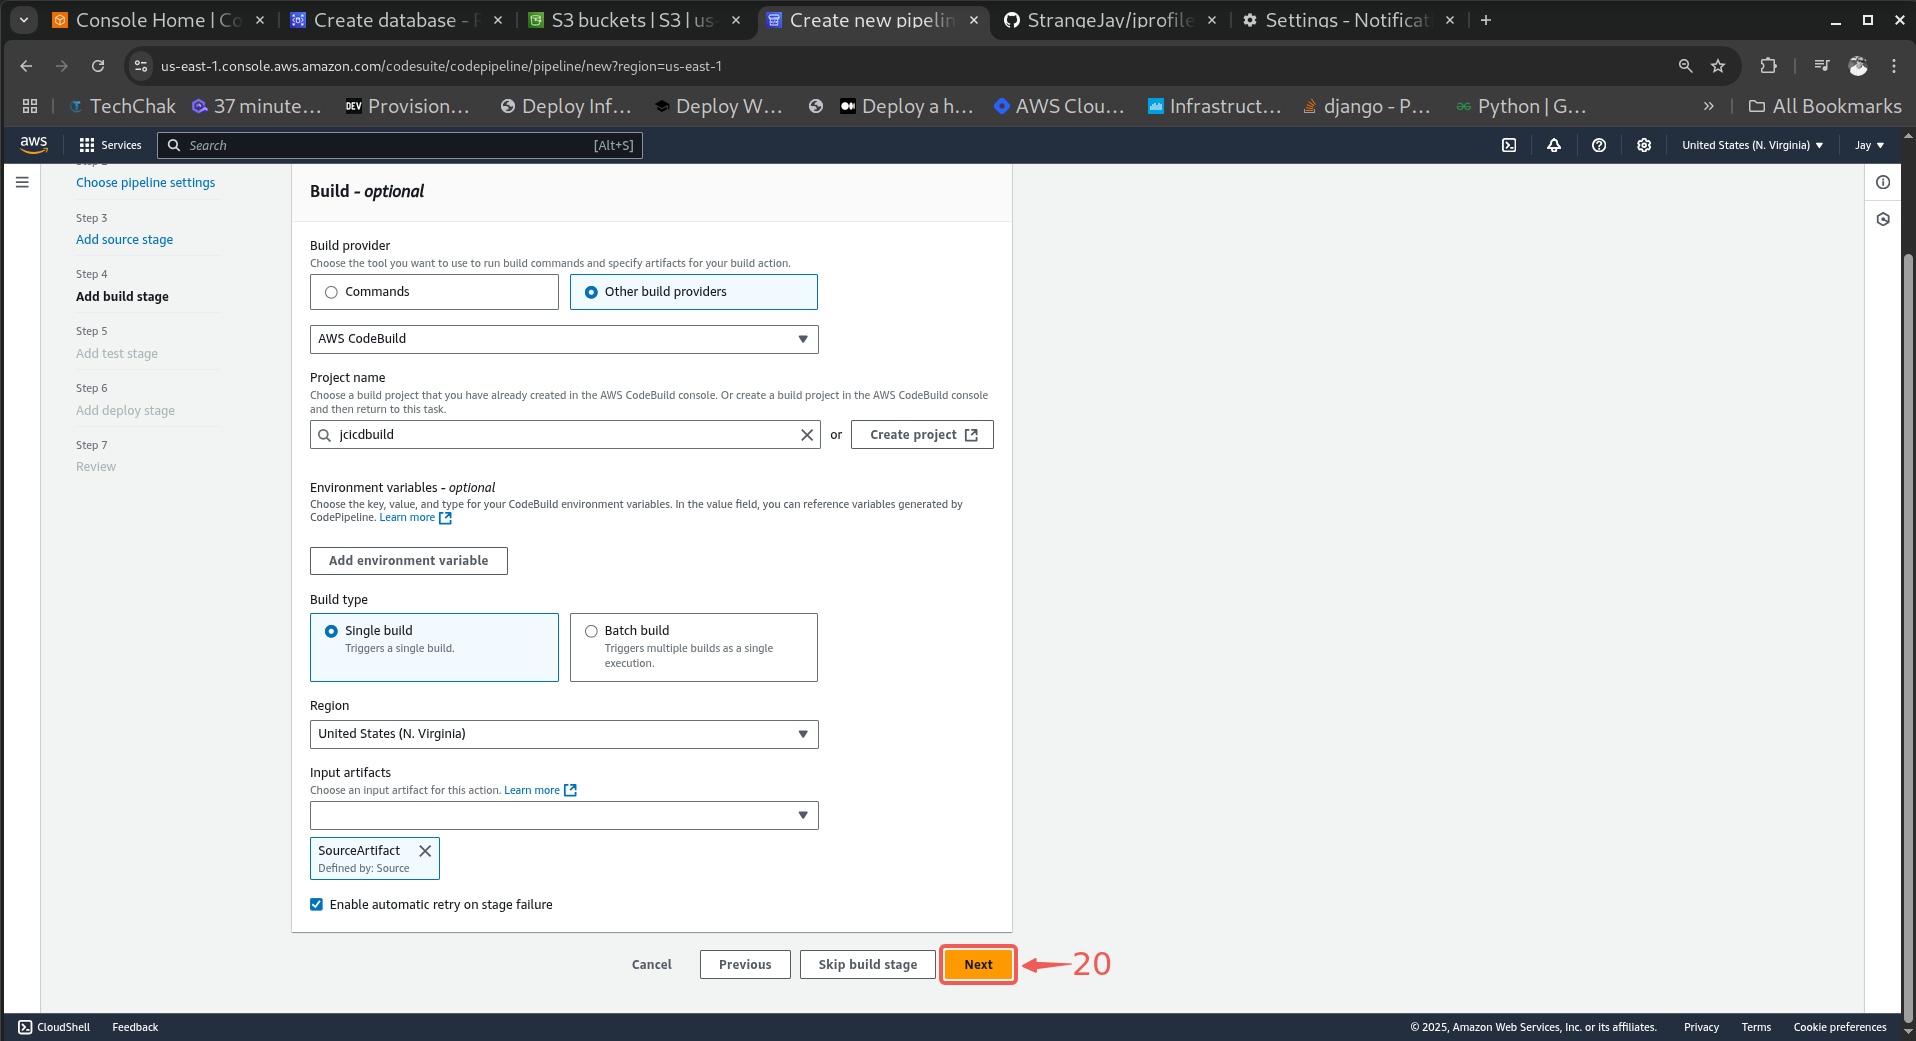 Console Home | Co
Create database - R
S3 buckets | S3 | us-
Create new pipelin
StrangeJay/jprofile
Settings - Notificat
us-east-1.console.aws.amazon.com/codesuite/codepipeline/pipeline/new?region=us-east-1
TechChak
37 minute...
DEV Provision...
Deploy Inf...
Deploy W...
Deploy a h...
AWS Clou...
Infrastruct...
django - P...
Python | G...
» All Bookmarks
aws Services Search [Alt+S] United States (N. Virginia) Jay
Choose pipeline settings
Step 3
Add source stage
Step 4
Add build stage
Step 5
Add test stage
Step 6
Add deploy stage
Step 7
Review
Build - optional
Build provider
Choose the tool you want to use to run build commands and specify artifacts for your build action.
Commands
Other build providers
AWS CodeBuild
Project name
Choose a build project that you have already created in the AWS CodeBuild console. Or create a build project in the AWS CodeBuild console
and then return to this task.
jcicdbuild or Create project
Environment variables - optional
Choose the key, value, and type for your CodeBuild environment variables. In the value field, you can reference variables generated by
CodePipeline. Learn more
Add environment variable
Build type
Single build
Triggers a single build.
Batch build
Triggers multiple builds as a single
execution.
Region
United States (N. Virginia)
Input artifacts
Choose an input artifact for this action. Learn more
SourceArtifact
Defined by: Source
Enable automatic retry on stage failure
Cancel Previous Skip build stage Next 20
CloudShell Feedback © 2025, Amazon Web Services, Inc. or its affiliates. Privacy Terms Cookie preferences